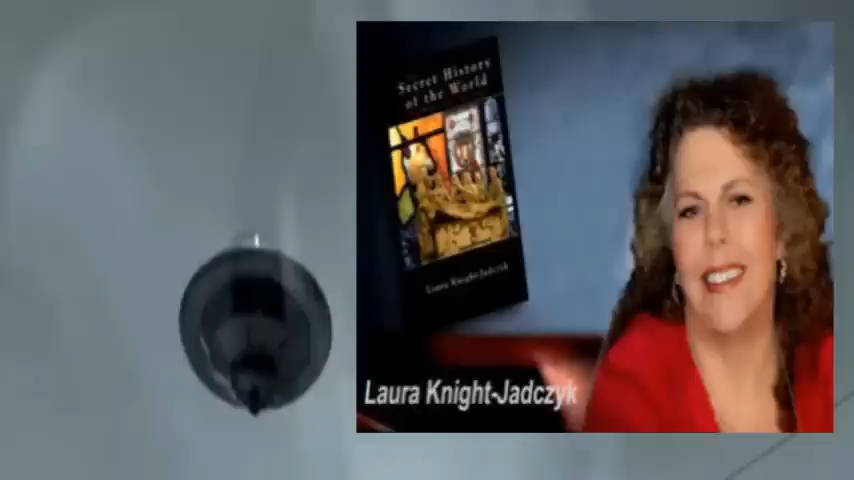 Secret History
of the World
Laura Knight-Jadczyk
Laura Knight-Jadczyk